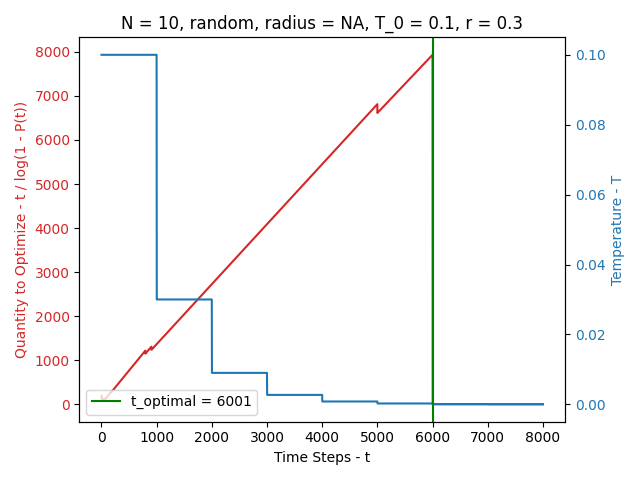 N = 10, random, radius = NA, T_0 = 0.1, r = 0.3
Quantity to Optimize - t / log(1 - P(t))
8000
7000
6000
5000
4000
3000
2000
1000
0
0.10
0.08
0.06
0.04
0.02
0.00
Temperature - T
t_optimal = 6001
0 1000 2000 3000 4000 5000 6000 7000 8000
Time Steps - t